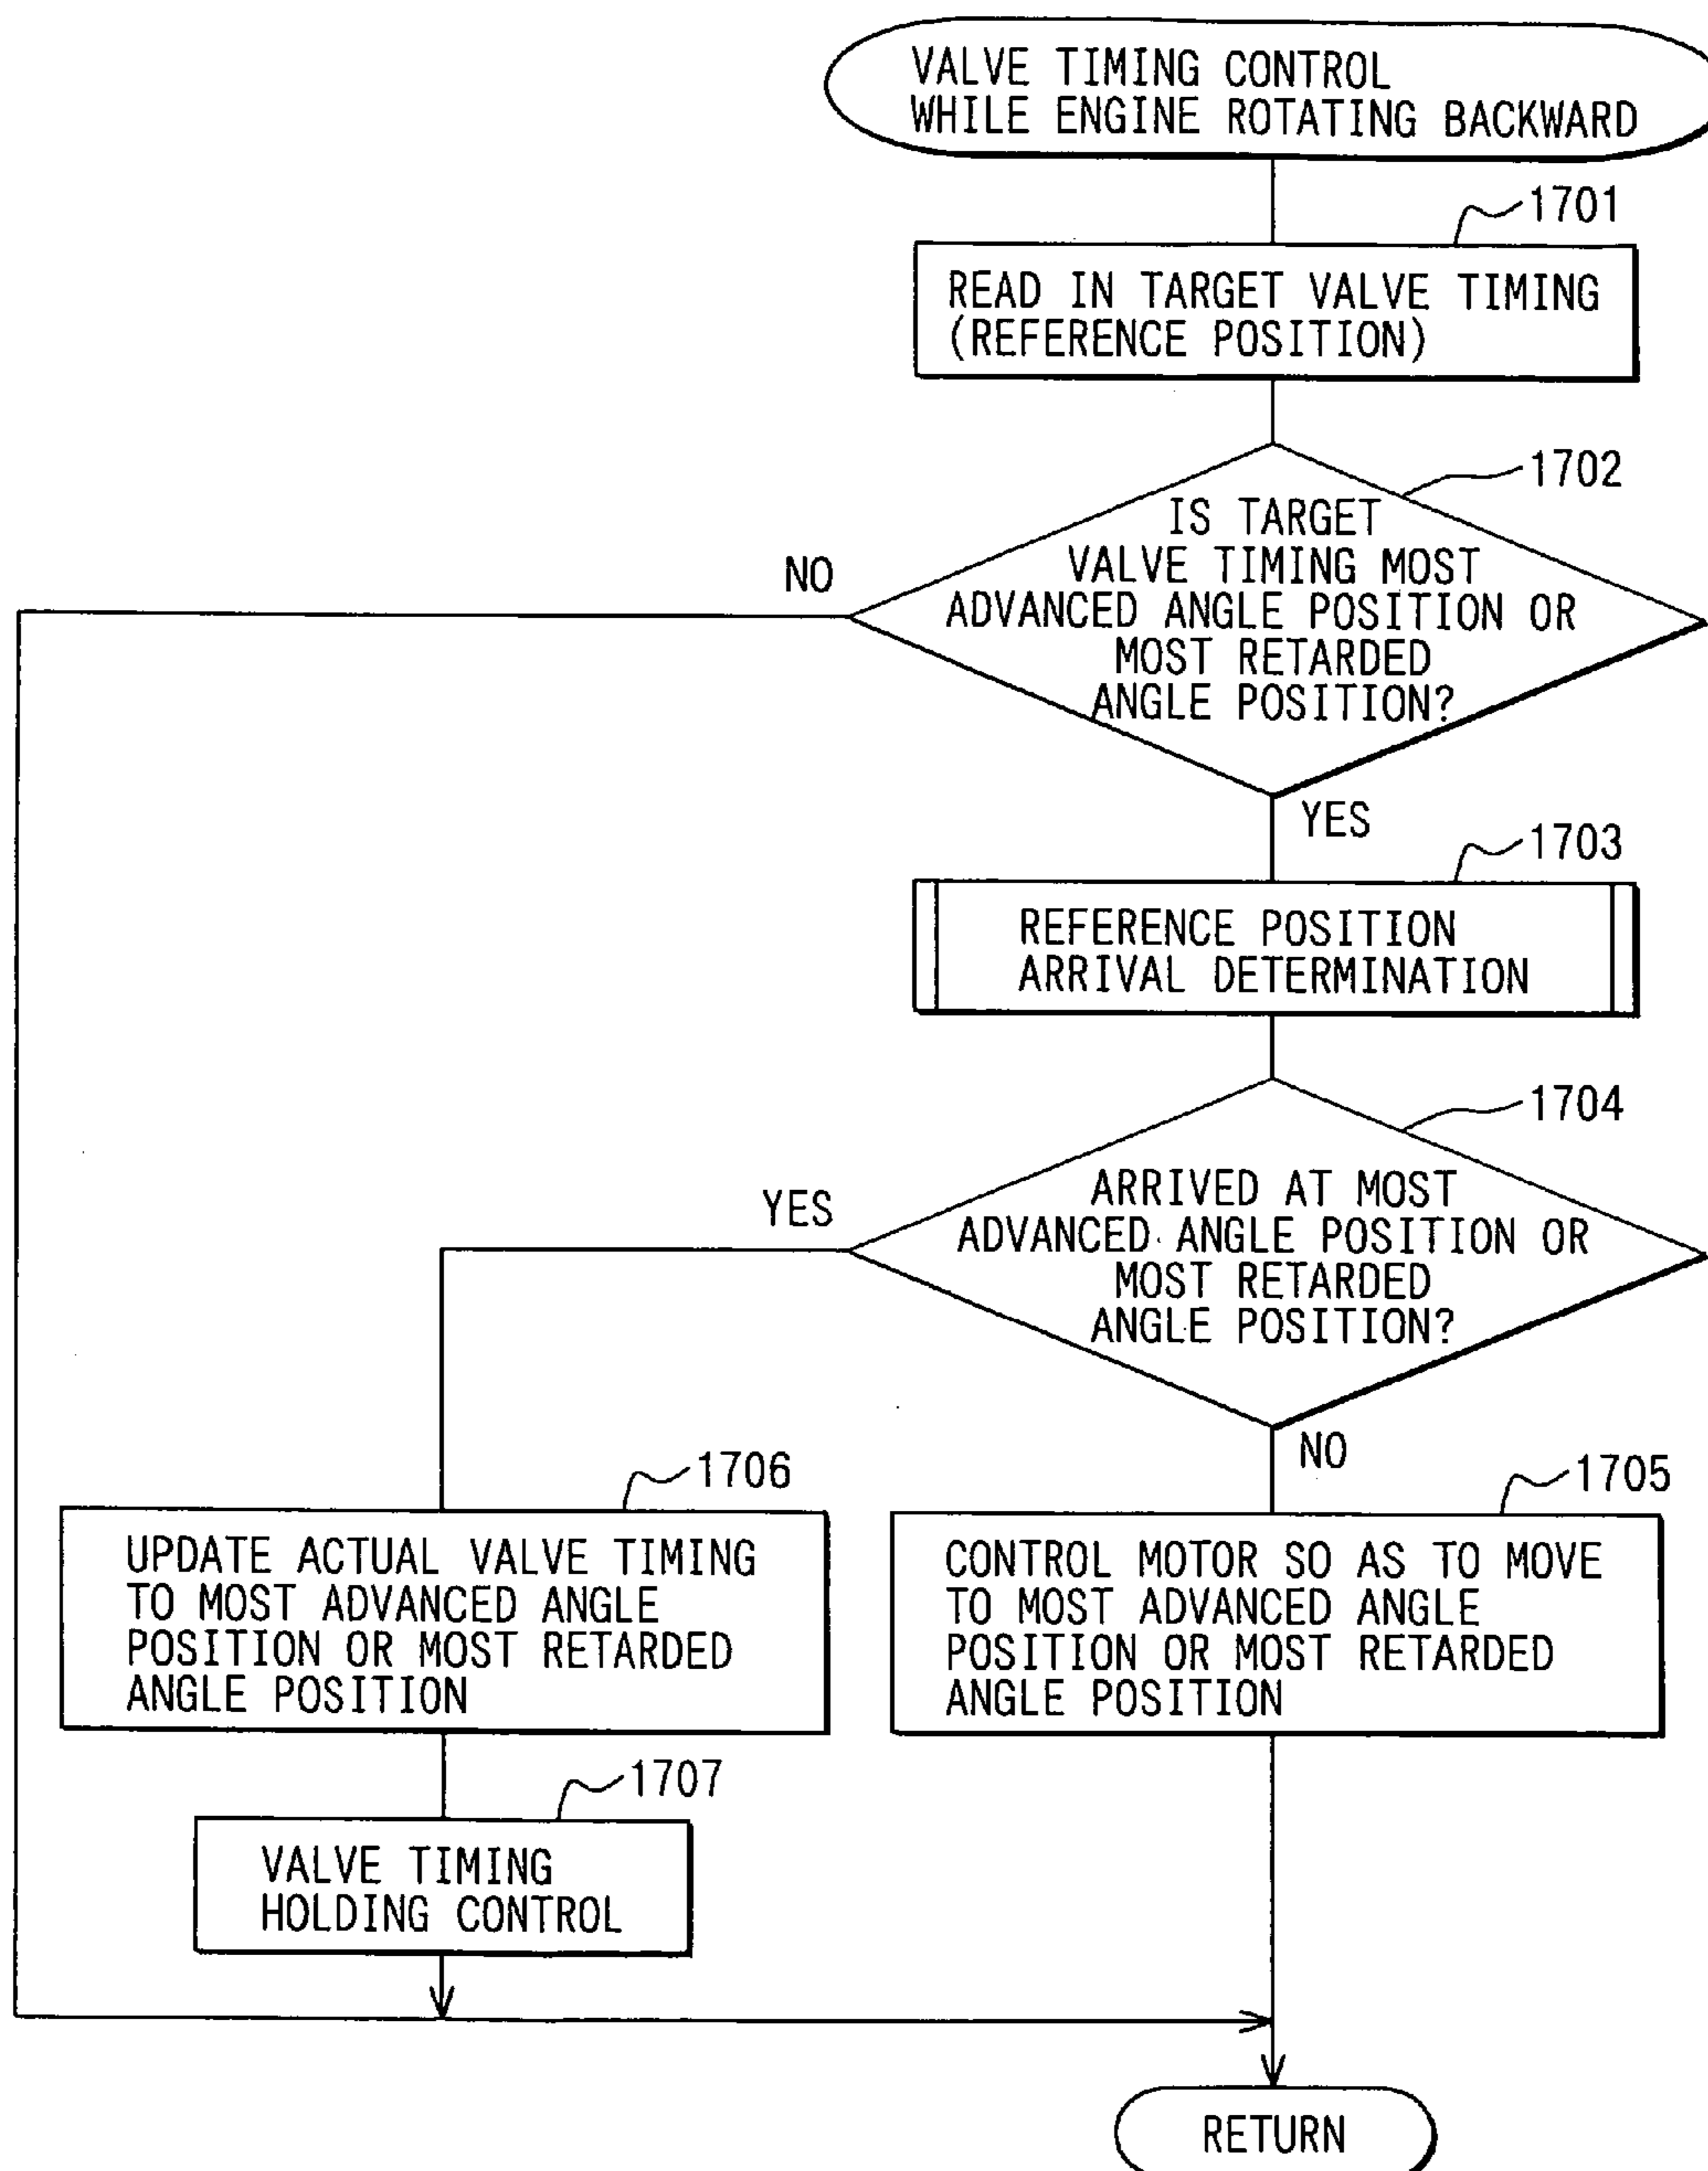 VALVE TIMING CONTROL
WHILE ENGINE ROTATING BACKWARD
1701
READ IN TARGET VALVE TIMING
(REFERENCE POSITION)
1702
IS TARGET
VALVE TIMING MOST
ADVANCED ANGLE POSITION OR
MOST RETARDED
ANGLE POSITION?
NO
YES
1703
REFERENCE POSITION
ARRIVAL DETERMINATION
1704
ARRIVED AT MOST
ADVANCED ANGLE POSITION OR
MOST RETARDED
ANGLE POSITION?
YES
NO
1706
UPDATE ACTUAL VALVE TIMING
TO MOST ADVANCED ANGLE
POSITION OR MOST RETARDED
ANGLE POSITION
1705
CONTROL MOTOR SO AS TO MOVE
TO MOST ADVANCED ANGLE
POSITION OR MOST RETARDED
ANGLE POSITION
1707
VALVE TIMING
HOLDING CONTROL
RETURN